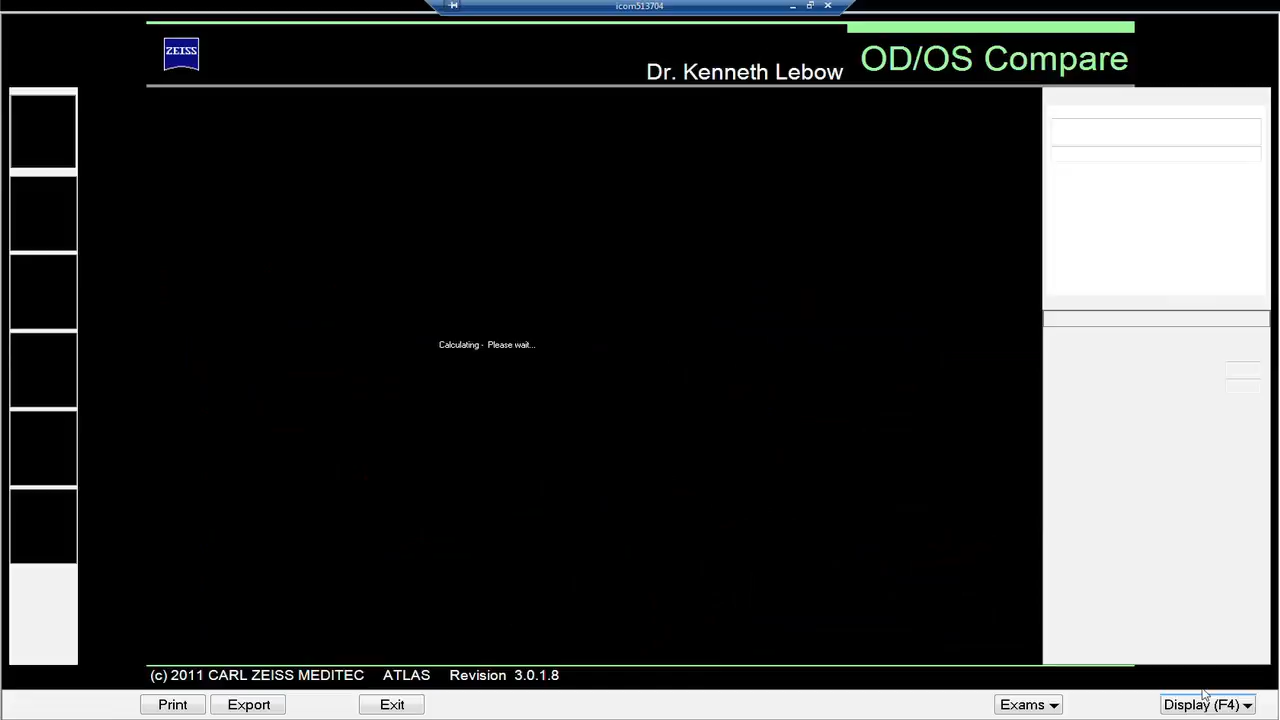 icom513704
ZEISS
Dr. Kenneth Lebow
OD/OS Compare
Calculating - Please wait...
(c) 2011 CARL ZEISS MEDITEC ATLAS Revision 3.0.1.8
Print Export Exit Exams Display (F4)